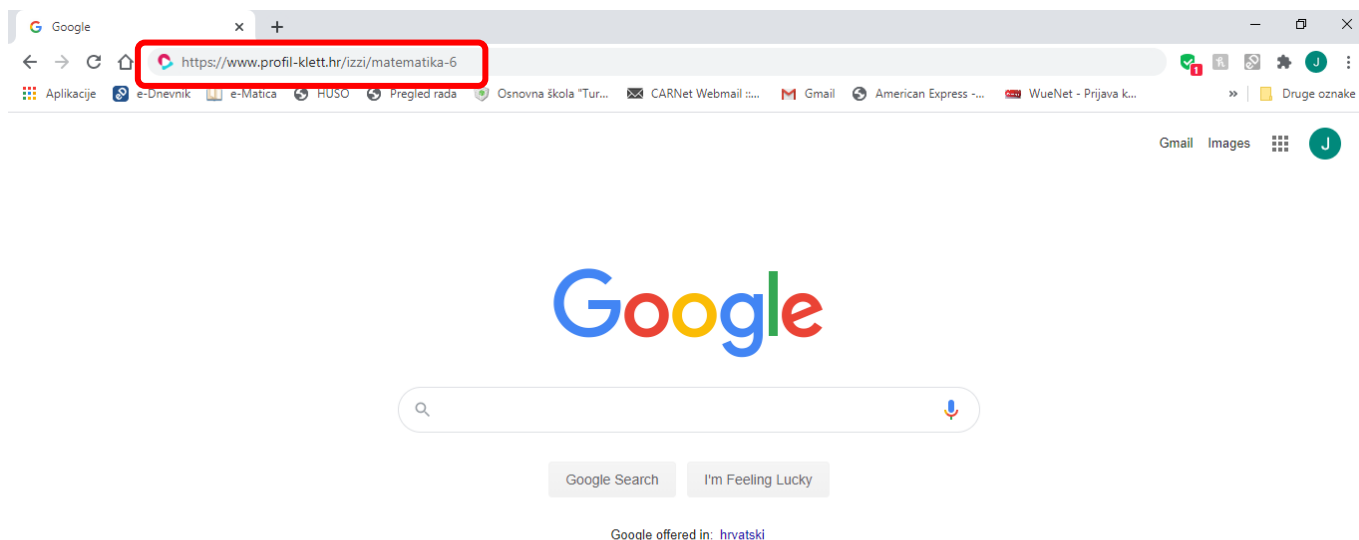 Google
https://www.profil-klett.hr/izzi/matematika-6
1
J
Aplikacije e-Dnevnik e-Matica HUSO Pregled rada Osnovna škola "Tur... CARNet Webmail ::... Gmail American Express -... WueNet - Prijava k... » Druge oznake
Gmail Images J
Google
Google Search I'm Feeling Lucky
Google offered in: hrvatski